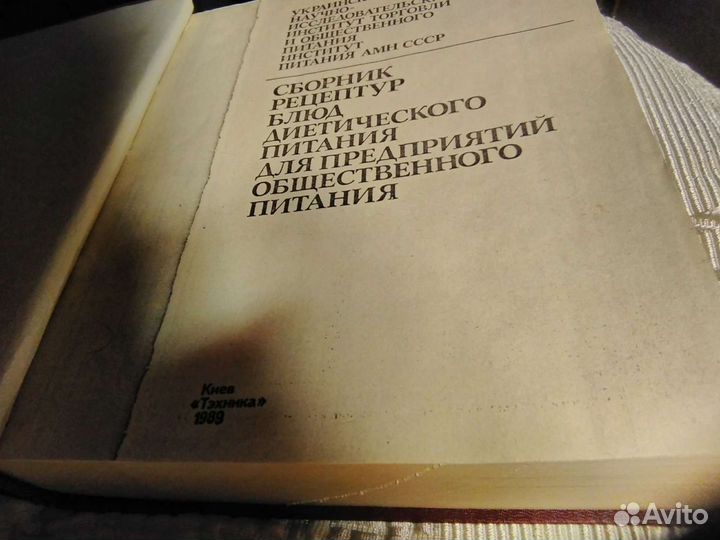 УКРАИНСК
НАУЧНО-
ИССЛЕДОВАТЕЛЬСК
ИНСТИТУТ ТОРГОВЛИ
И ОБЩЕСТВЕННОГО
ПИТАНИЯ
ИНСТИТУТ
ПИТАНИЯ АМН СССР
СБОРНИК
РЕЦЕПТУР
БЛЮД
ДИЕТИЧЕСКОГО
ПИТАНИЯ
ДЛЯ ПРЕДПРИЯТИЙ
ОБЩЕСТВЕННОГО
ПИТАНИЯ
Киев
«Тэхника»
1989
Avito